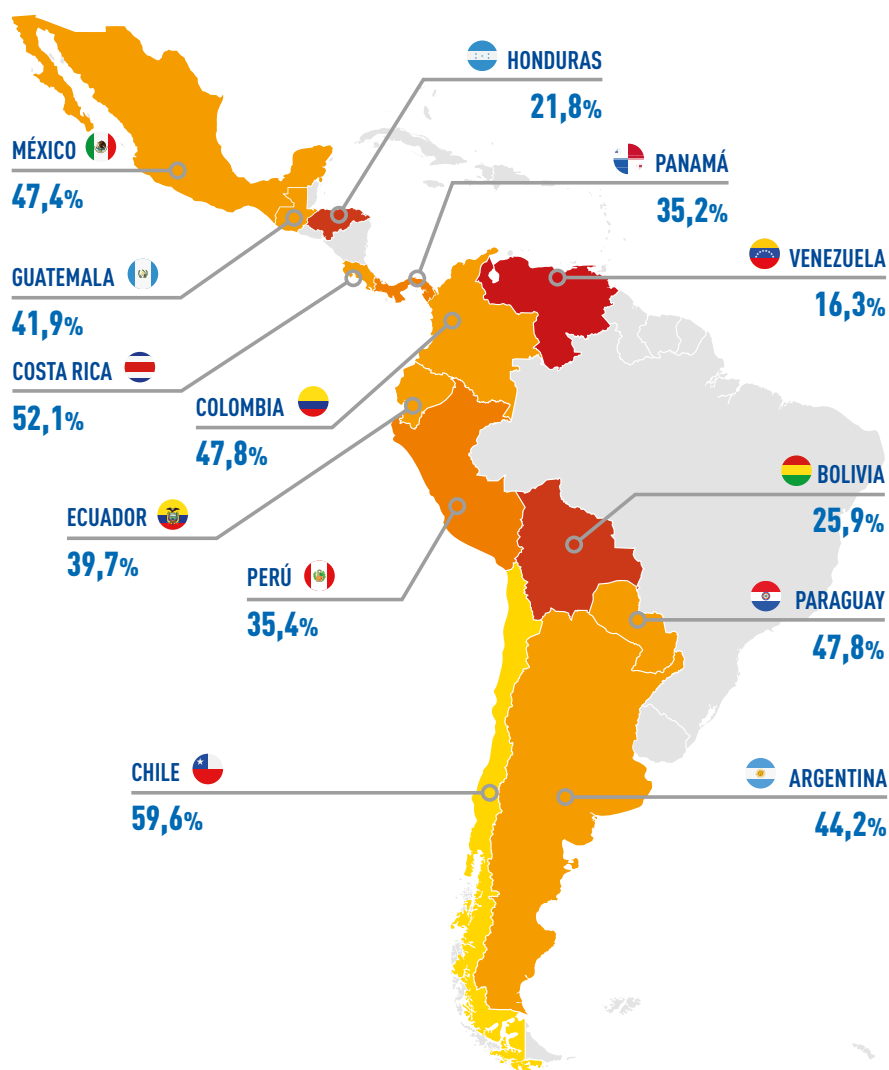 HONDURAS
21,8%
MÉXICO
47,4%
PANAMÁ
35,2%
VENEZUELA
16,3%
GUATEMALA
41,9%
COSTA RICA
52,1%
COLOMBIA
47,8%
BOLIVIA
25,9%
ECUADOR
39,7%
PERÚ
35,4%
PARAGUAY
47,8%
CHILE
59,6%
ARGENTINA
44,2%